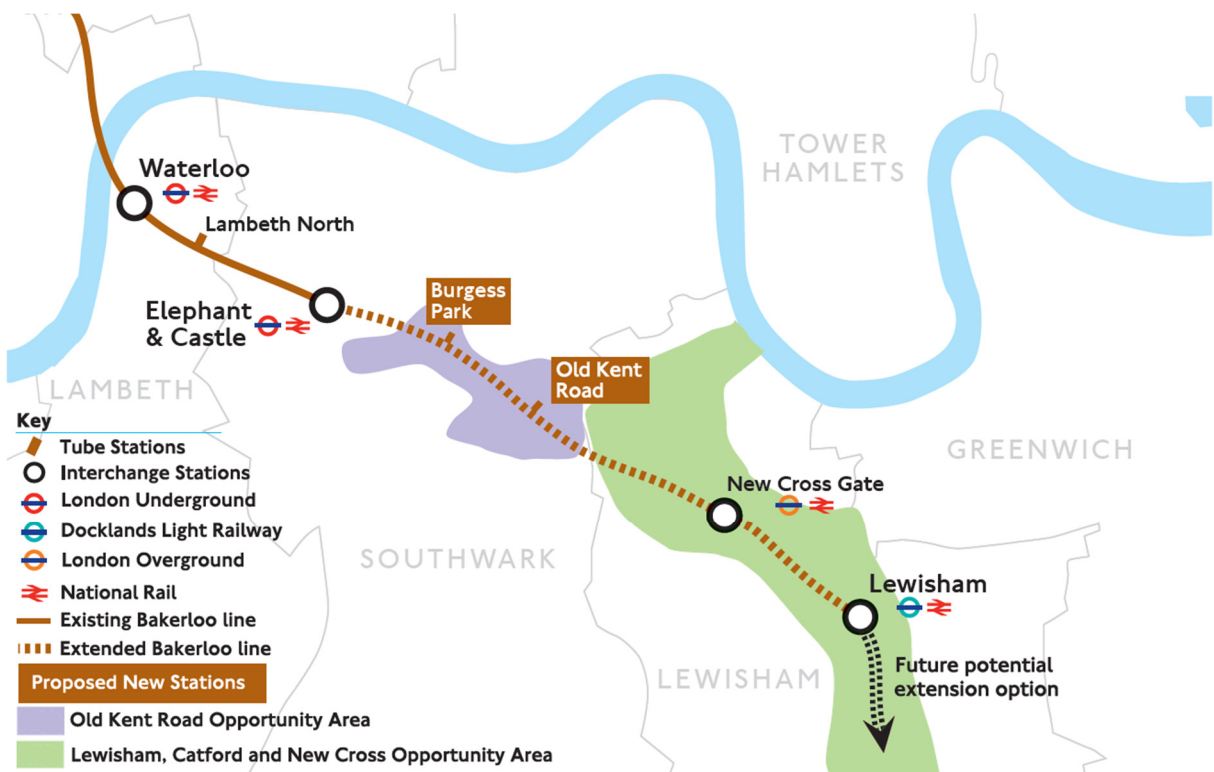 TOWER
HAMLETS
Waterloo
Lambeth North
Burgess
Park
Elephant
& Castle
Old Kent
Road
LAMBETH
GREENWICH
New Cross Gate
SOUTHWARK
Lewisham
LEWISHAM
Future potential
extension option
Key
Tube Stations
Interchange Stations
London Underground
Docklands Light Railway
London Overground
National Rail
Existing Bakerloo line
Extended Bakerloo line
Proposed New Stations
Old Kent Road Opportunity Area
Lewisham, Catford and New Cross Opportunity Area